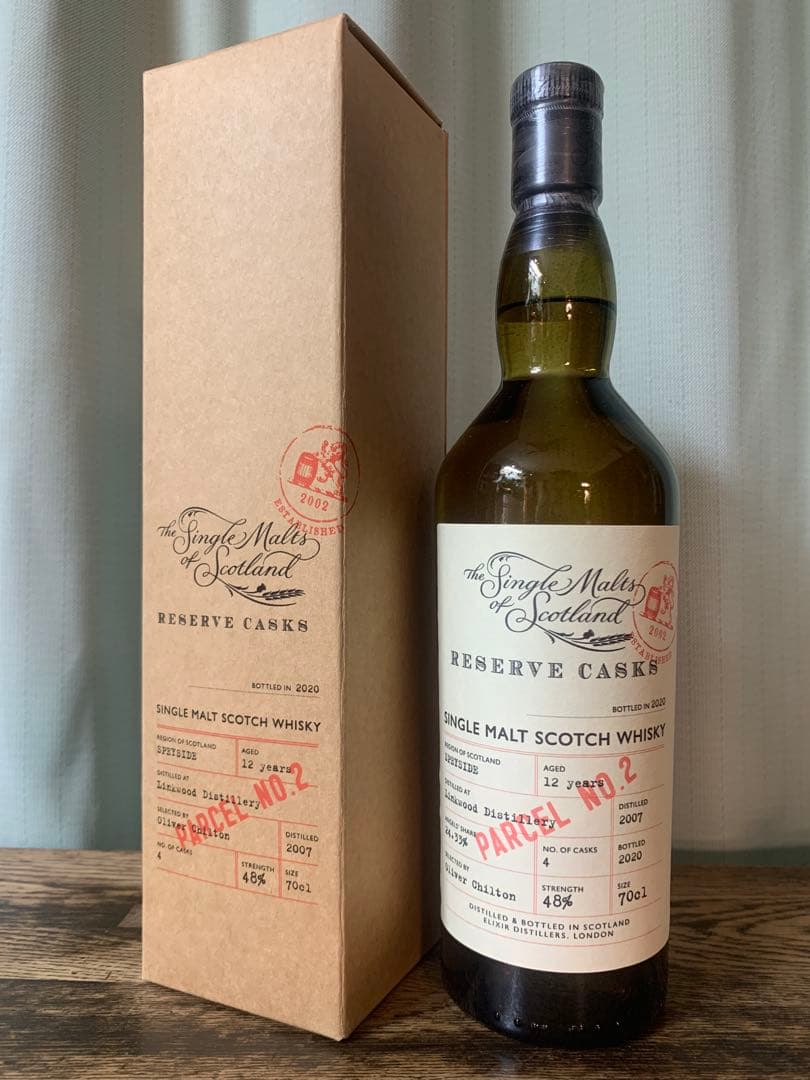 2002
ESTABLISHED
The Single Malts
of Scotland
RESERVE CASKS
BOTTLED IN 2020
SINGLE MALT SCOTCH WHISKY
REGION OF SCOTLAND
SPEYSIDE
AGED
12 years
DISTILLED AT
Linkwood Distillery
PARCEL NO.2
SELECTED BY
Oliver Chilton
DISTILLED
2007
NO. OF CASKS
4
STRENGTH
48%
SIZE
70cl
The Single Malts
of Scotland
2002
ESTABLISHED
RESERVE CASKS
BOTTLED IN 2020
SINGLE MALT SCOTCH WHISKY
REGION OF SCOTLAND
SPEYSIDE
AGED
12 years
DISTILLED AT
Linkwood Distillery
PARCEL NO.2
DISTILLED
2007
ANGELS' SHARE
24.33%
NO. OF CASKS
4
BOTTLED
2020
SELECTED BY
Oliver Chilton
STRENGTH
48%
SIZE
70cl
DISTILLED & BOTTLED IN SCOTLAND
ELIXIR DISTILLERS, LONDON